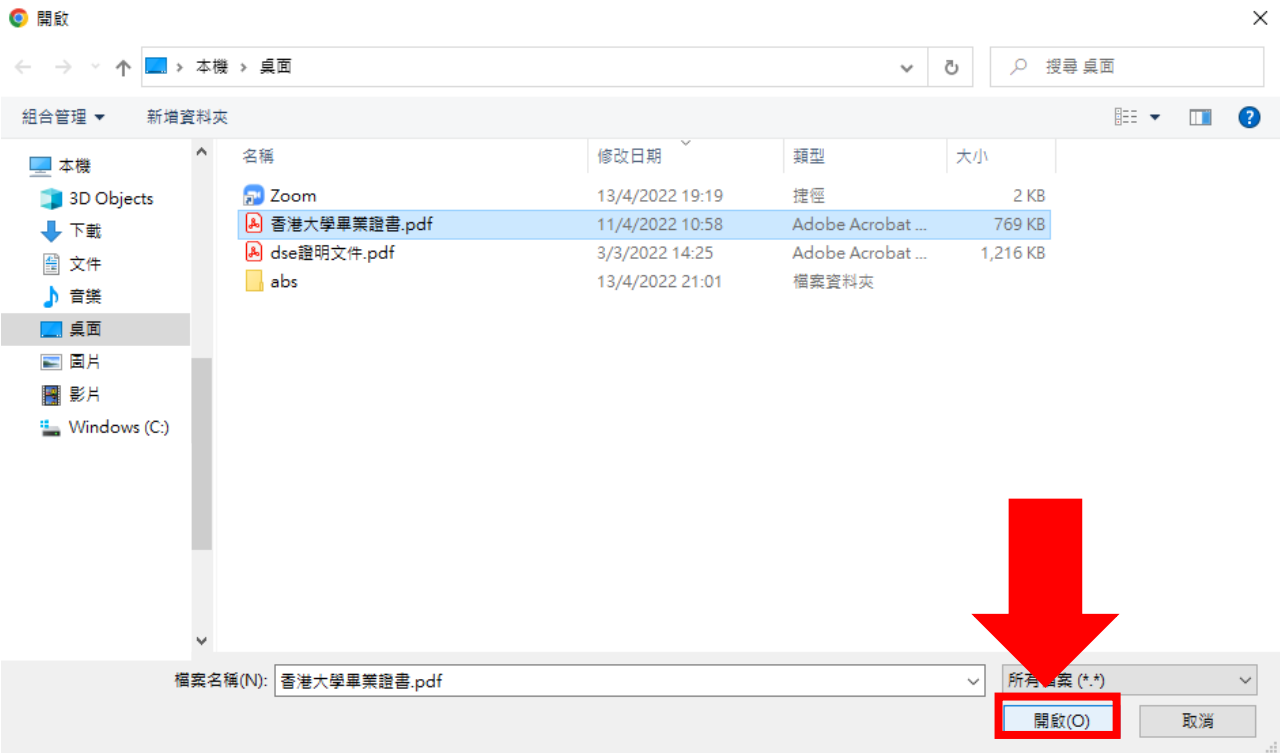 開啟
本機 > 桌面
搜尋 桌面
組合管理 新增資料夾
本機
3D Objects
下載
文件
音樂
桌面
圖片
影片
Windows (C:)
名稱 修改日期 類型 大小
Zoom 13/4/2022 19:19 捷徑 2 KB
香港大學畢業證書.pdf 11/4/2022 10:58 Adobe Acrobat ... 769 KB
dse證明文件.pdf 3/3/2022 14:25 Adobe Acrobat ... 1,216 KB
abs 13/4/2022 21:01 檔案資料夾
檔案名稱(N): 香港大學畢業證書.pdf
所有檔案 (*.*)
開啟(O) 取消